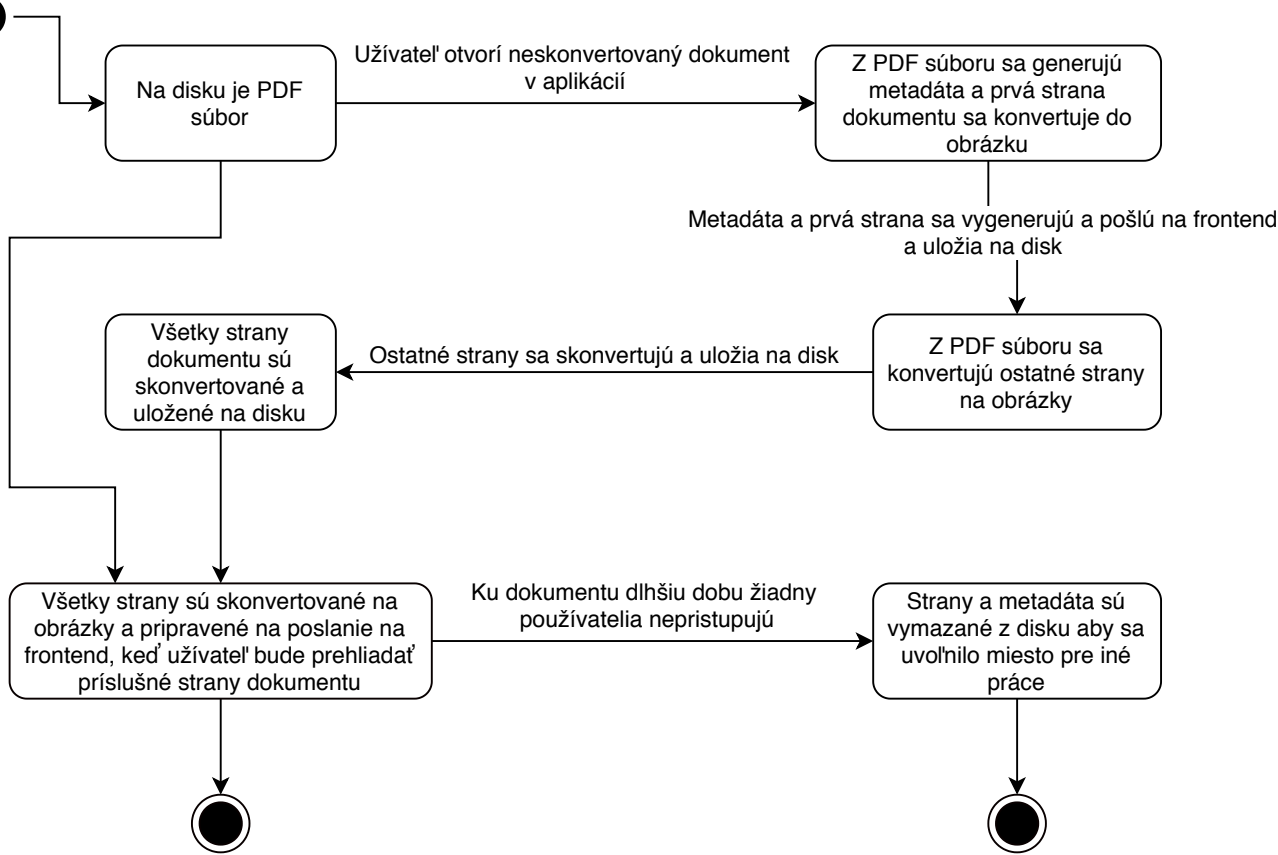 Na disku je PDF
súbor
Užívateľ otvorí neskonvertovaný dokument
v aplikácií
Z PDF súboru sa generujú
metadáta a prvá strana
dokumentu sa konvertuje do
obrázku
Metadáta a prvá strana sa vygenerujú a pošlú na frontend
a uložia na disk
Všetky strany
dokumentu sú
skonvertované a
uložené na disku
Ostatné strany sa skonvertujú a uložia na disk
Z PDF súboru sa
konvertujú ostatné strany
na obrázky
Všetky strany sú skonvertované na
obrázky a pripravené na poslanie na
frontend, keď užívateľ bude prehliadať
príslušné strany dokumentu
Ku dokumentu dlhšiu dobu žiadny
používatelia nepristupujú
Strany a metadáta sú
vymazané z disku aby sa
uvoľnilo miesto pre iné
práce